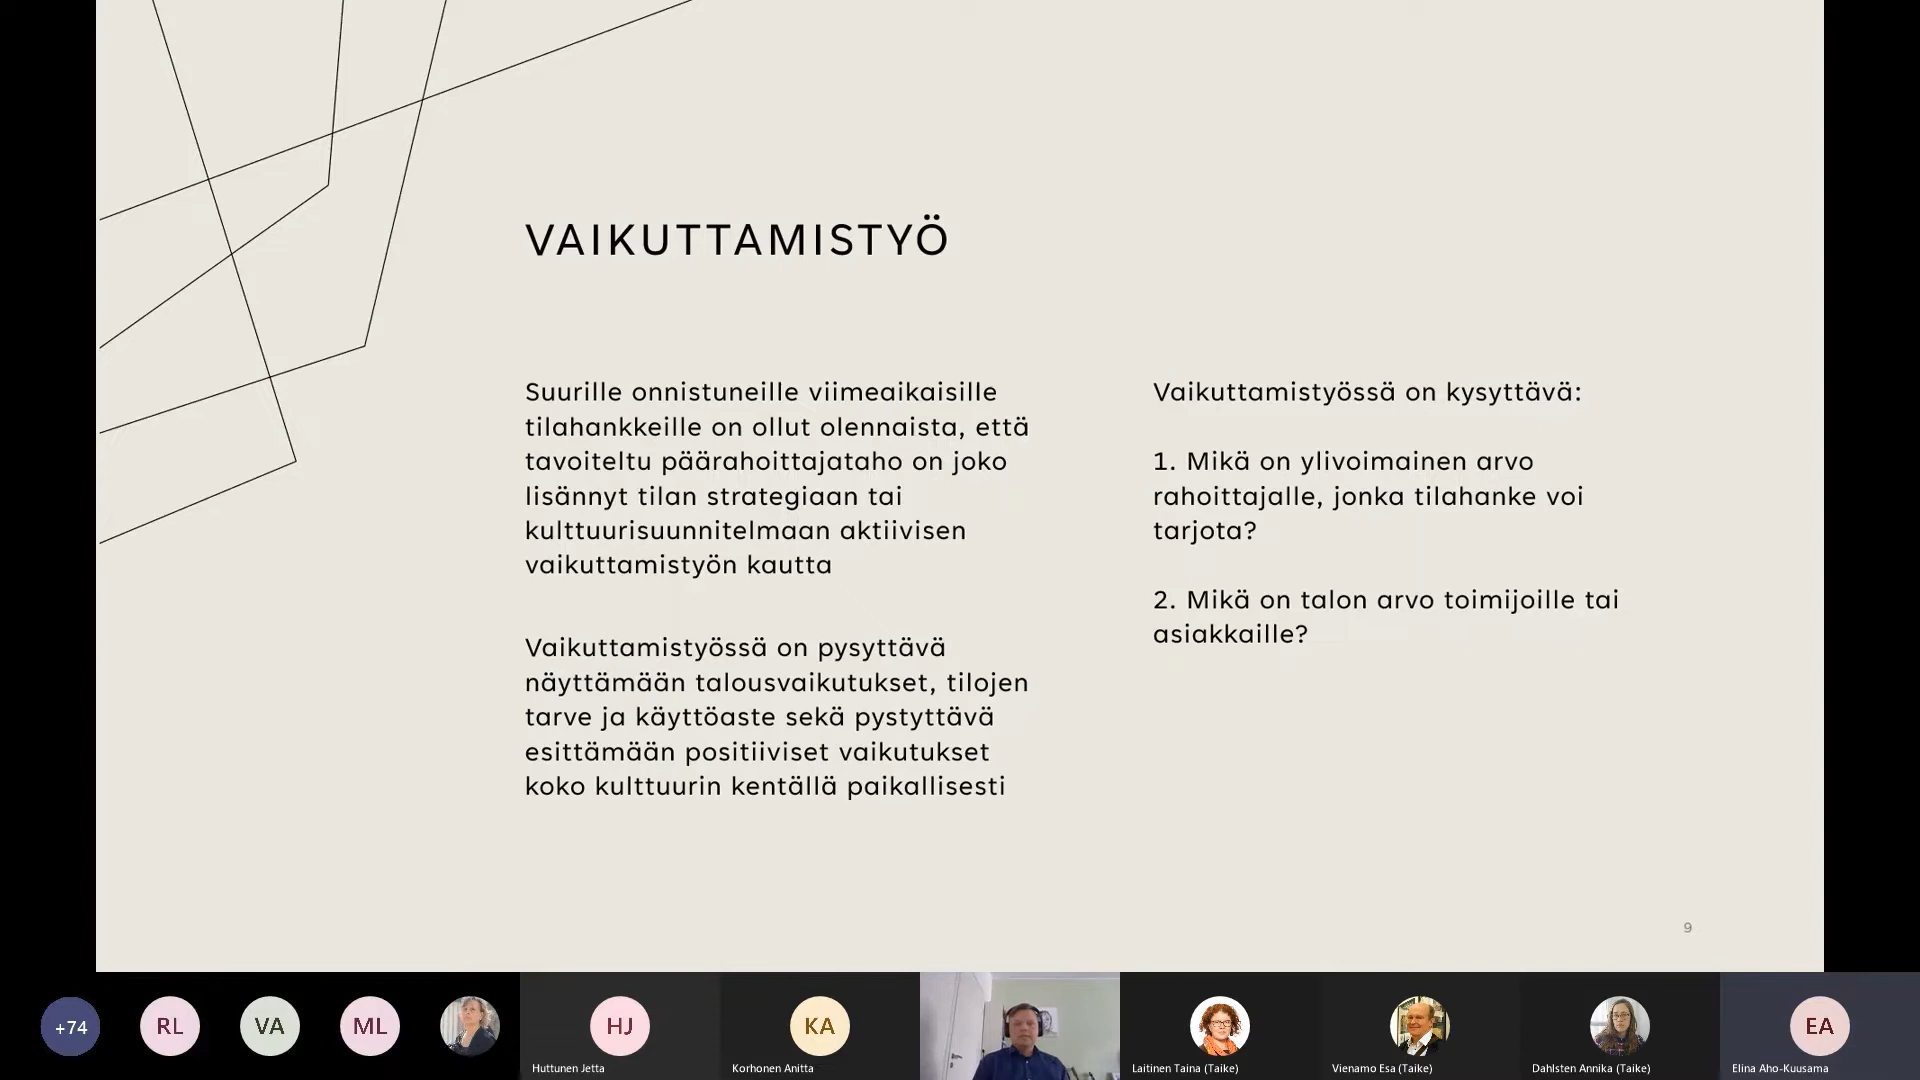 VAIKUTTAMISTYÖ
Suurille onnistuneille viimeaikaisille
tilahankkeille on ollut olennaista, että
tavoiteltu päärahoittajataho on joko
lisännyt tilan strategiaan tai
kulttuurisuunnitelmaan aktiivisen
vaikuttamistyön kautta
Vaikuttamistyössä on pysyttävä
näyttämään talousvaikutukset, tilojen
tarve ja käyttöaste sekä pystyttävä
esittämään positiiviset vaikutukset
koko kulttuurin kentällä paikallisesti
Vaikuttamistyössä on kysyttävä:
1. Mikä on ylivoimainen arvo
rahoittajalle, jonka tilahanke voi
tarjota?
2. Mikä on talon arvo toimijoille tai
asiakkaille?
9
+74
RL
VA
ML
HJ
Huttunen Jetta
KA
Korhonen Anitta
Laitinen Taina (Taike)
Vienamo Esa (Taike)
Dahlsten Annika (Taike)
EA
Elina Aho-Kuusama